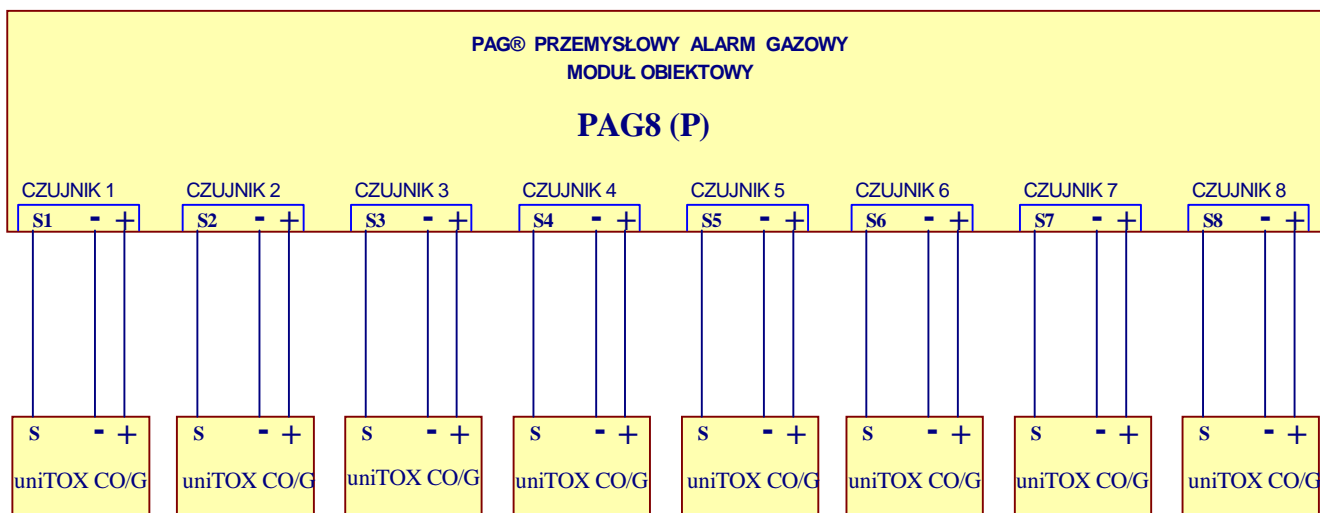 PAG® PRZEMYSŁOWY ALARM GAZOWY
MODUŁ OBIEKTOWY
PAG8 (P)
CZUJNIK 1 CZUJNIK 2 CZUJNIK 3 CZUJNIK 4 CZUJNIK 5 CZUJNIK 6 CZUJNIK 7 CZUJNIK 8
S1 - + S2 - + S3 - + S4 - + S5 - + S6 - + S7 - + S8 - +
S - + S - + S - + S - + S - + S - + S - + S - +
uniTOX CO/G uniTOX CO/G uniTOX CO/G uniTOX CO/G uniTOX CO/G uniTOX CO/G uniTOX CO/G uniTOX CO/G